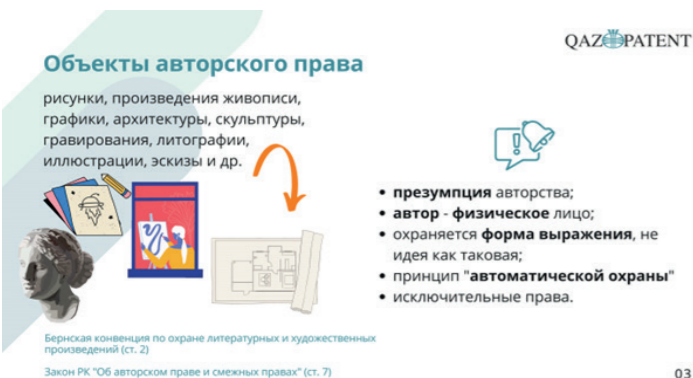 QAZ PATENT
Объекты авторского права
рисунки, произведения живописи,
графики, архитектуры, скульптуры,
гравирования, литографии,
иллюстрации, эскизы и др.
• презумпция авторства;
• автор - физическое лицо;
• охраняется форма выражения, не
идея как таковая;
• принцип "автоматической охраны"
• исключительные права.
Бернская конвенция по охране литературных и художественных
произведений (ст. 2)
Закон РК "Об авторском праве и смежных правах" (ст. 7)
03